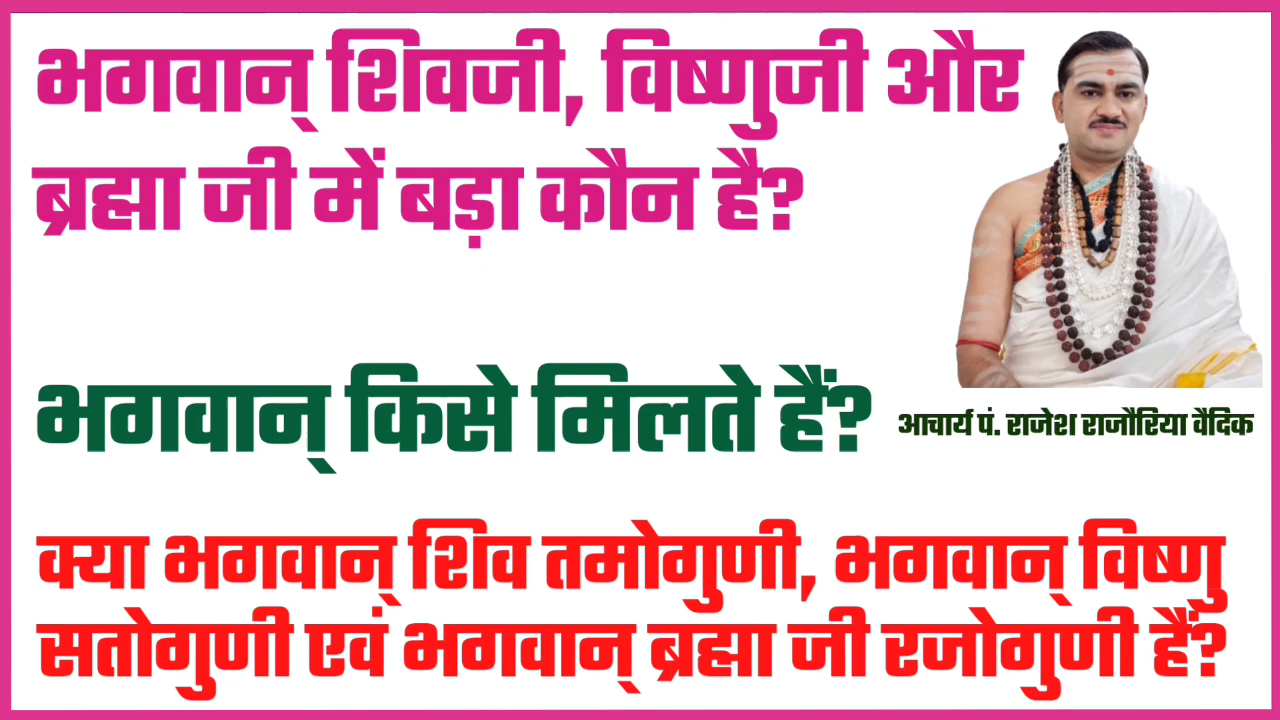 भगवान् शिवजी, विष्णुजी और
ब्रह्मा जी में बड़ा कौन है?
भगवान् किसे मिलते हैं?
आचार्य पं. राजेश राजौरिया वैदिक
क्या भगवान् शिव तमोगुणी, भगवान् विष्णु
सतोगुणी एवं भगवान् ब्रह्मा जी रजोगुणी हैं?